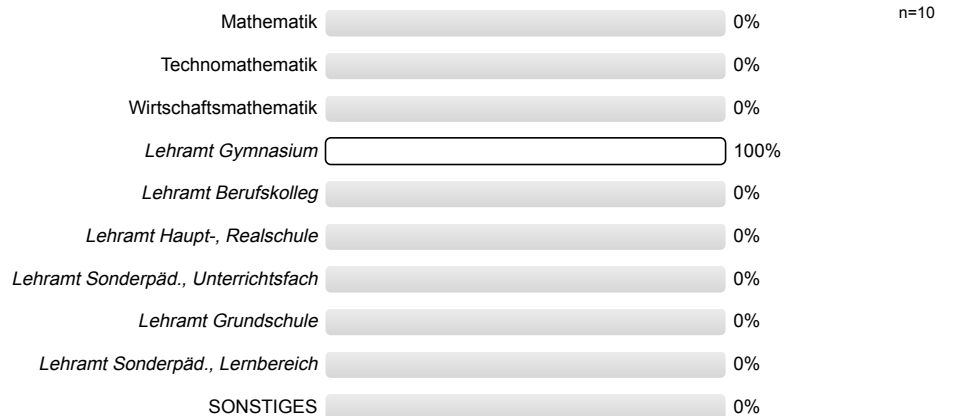 Mathematik 0% n=10
Technomathematik 0%
Wirtschaftsmathematik 0%
Lehramt Gymnasium 100%
Lehramt Berufskolleg 0%
Lehramt Haupt-, Realschule 0%
Lehramt Sonderpäd., Unterrichtsfach 0%
Lehramt Grundschule 0%
Lehramt Sonderpäd., Lernbereich 0%
SONSTIGES 0%